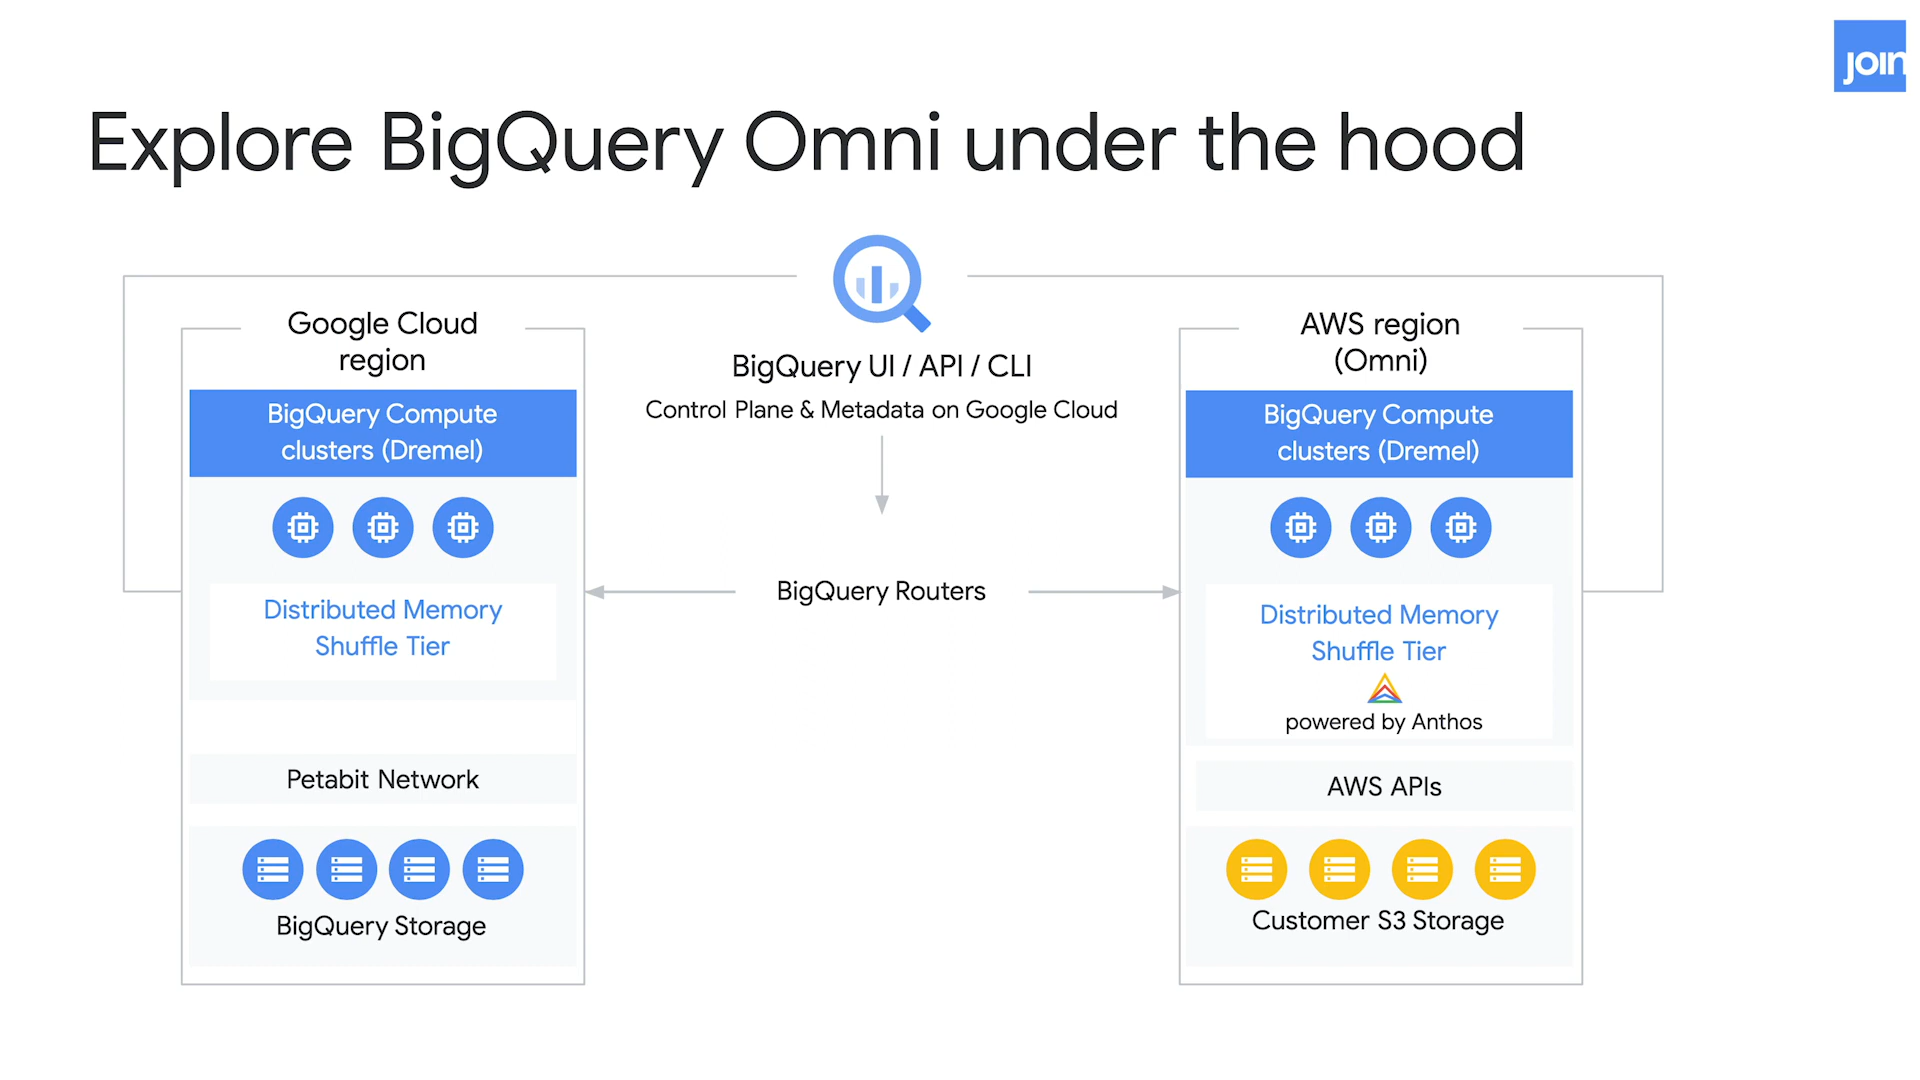 join
Explore BigQuery Omni under the hood
Google Cloud
region
BigQuery Compute
clusters (Dremel)
Distributed Memory
Shuffle Tier
Petabit Network
BigQuery Storage
BigQuery UI / API / CLI
Control Plane & Metadata on Google Cloud
BigQuery Routers
AWS region
(Omni)
BigQuery Compute
clusters (Dremel)
Distributed Memory
Shuffle Tier
powered by Anthos
AWS APIs
Customer S3 Storage